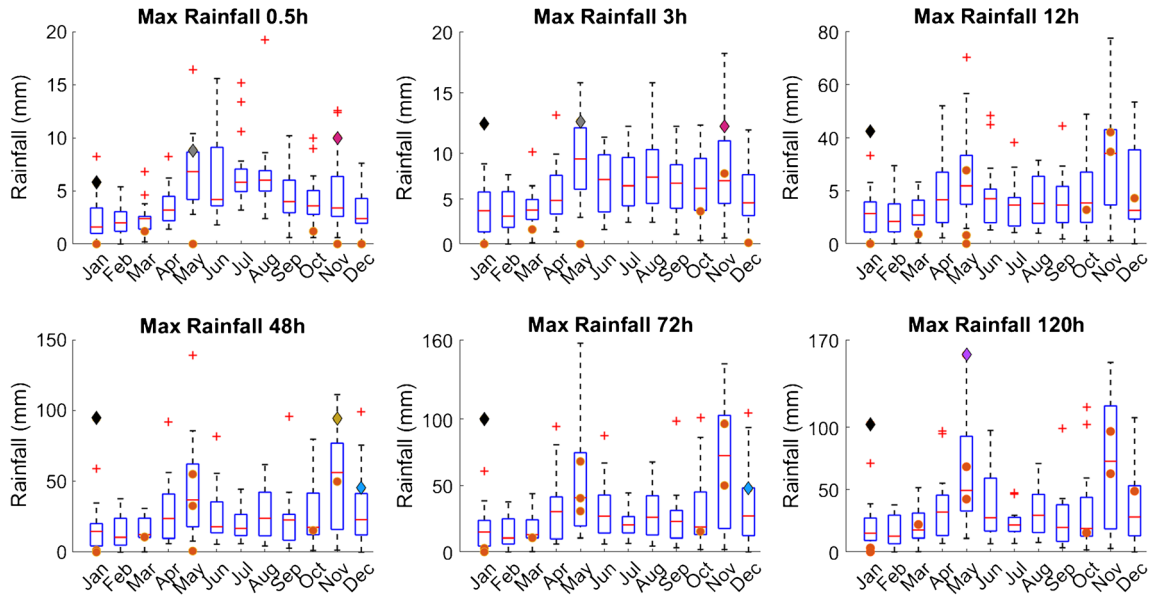 Max Rainfall 0.5h
Rainfall (mm)
20
15
10
5
0
Jan Feb Mar Apr May Jun Jul Aug Sep Oct Nov Dec
Max Rainfall 3h
Rainfall (mm)
20
15
10
5
0
Jan Feb Mar Apr May Jun Jul Aug Sep Oct Nov Dec
Max Rainfall 12h
Rainfall (mm)
80
60
40
5
0
Jan Feb Mar Apr May Jun Jul Aug Sep Oct Nov Dec
Max Rainfall 48h
Rainfall (mm)
150
100
50
0
Jan Feb Mar Apr May Jun Jul Aug Sep Oct Nov Dec
Max Rainfall 72h
Rainfall (mm)
160
100
50
0
Jan Feb Mar Apr May Jun Jul Aug Sep Oct Nov Dec
Max Rainfall 120h
Rainfall (mm)
170
100
50
0
Jan Feb Mar Apr May Jun Jul Aug Sep Oct Nov Dec